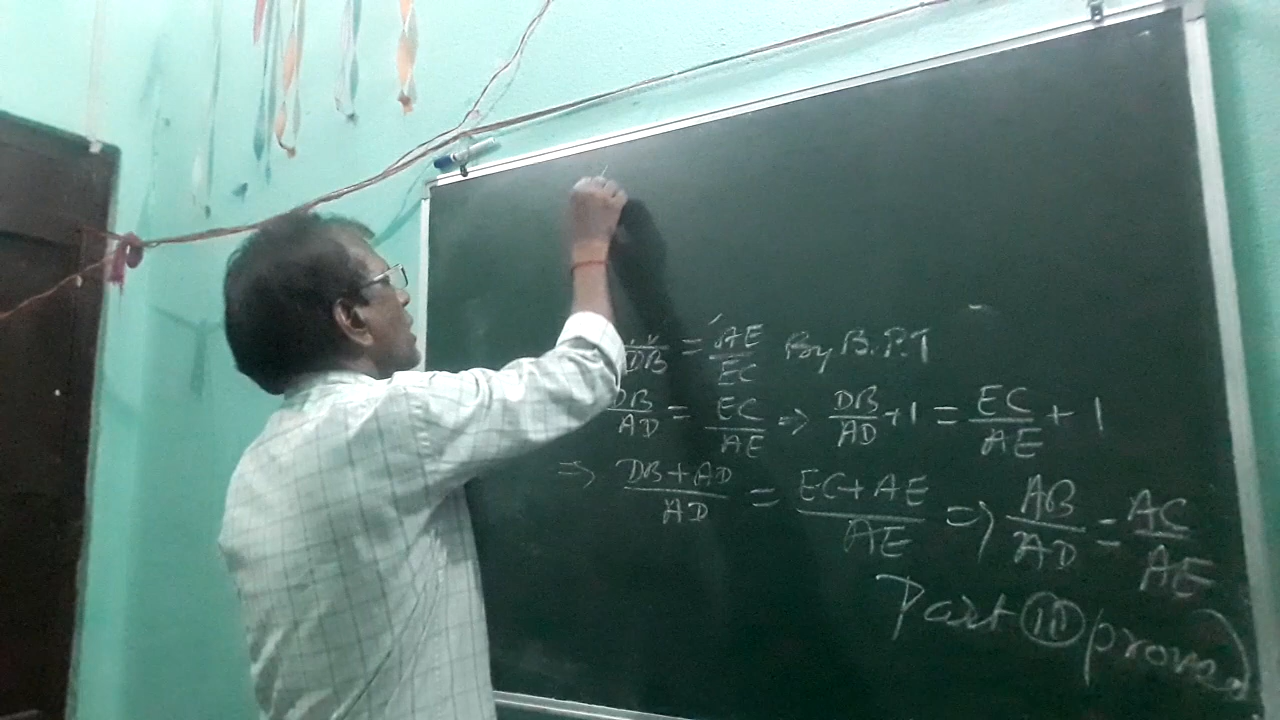 /DB = AE/EC By B.P.T
DB/AD = EC/AE ⇒ DB/AD + 1 = EC/AE + 1
⇒ DB+AD/AD = EC+AE/AE ⇒ AB/AD = AC/AE
Part (ii) proved